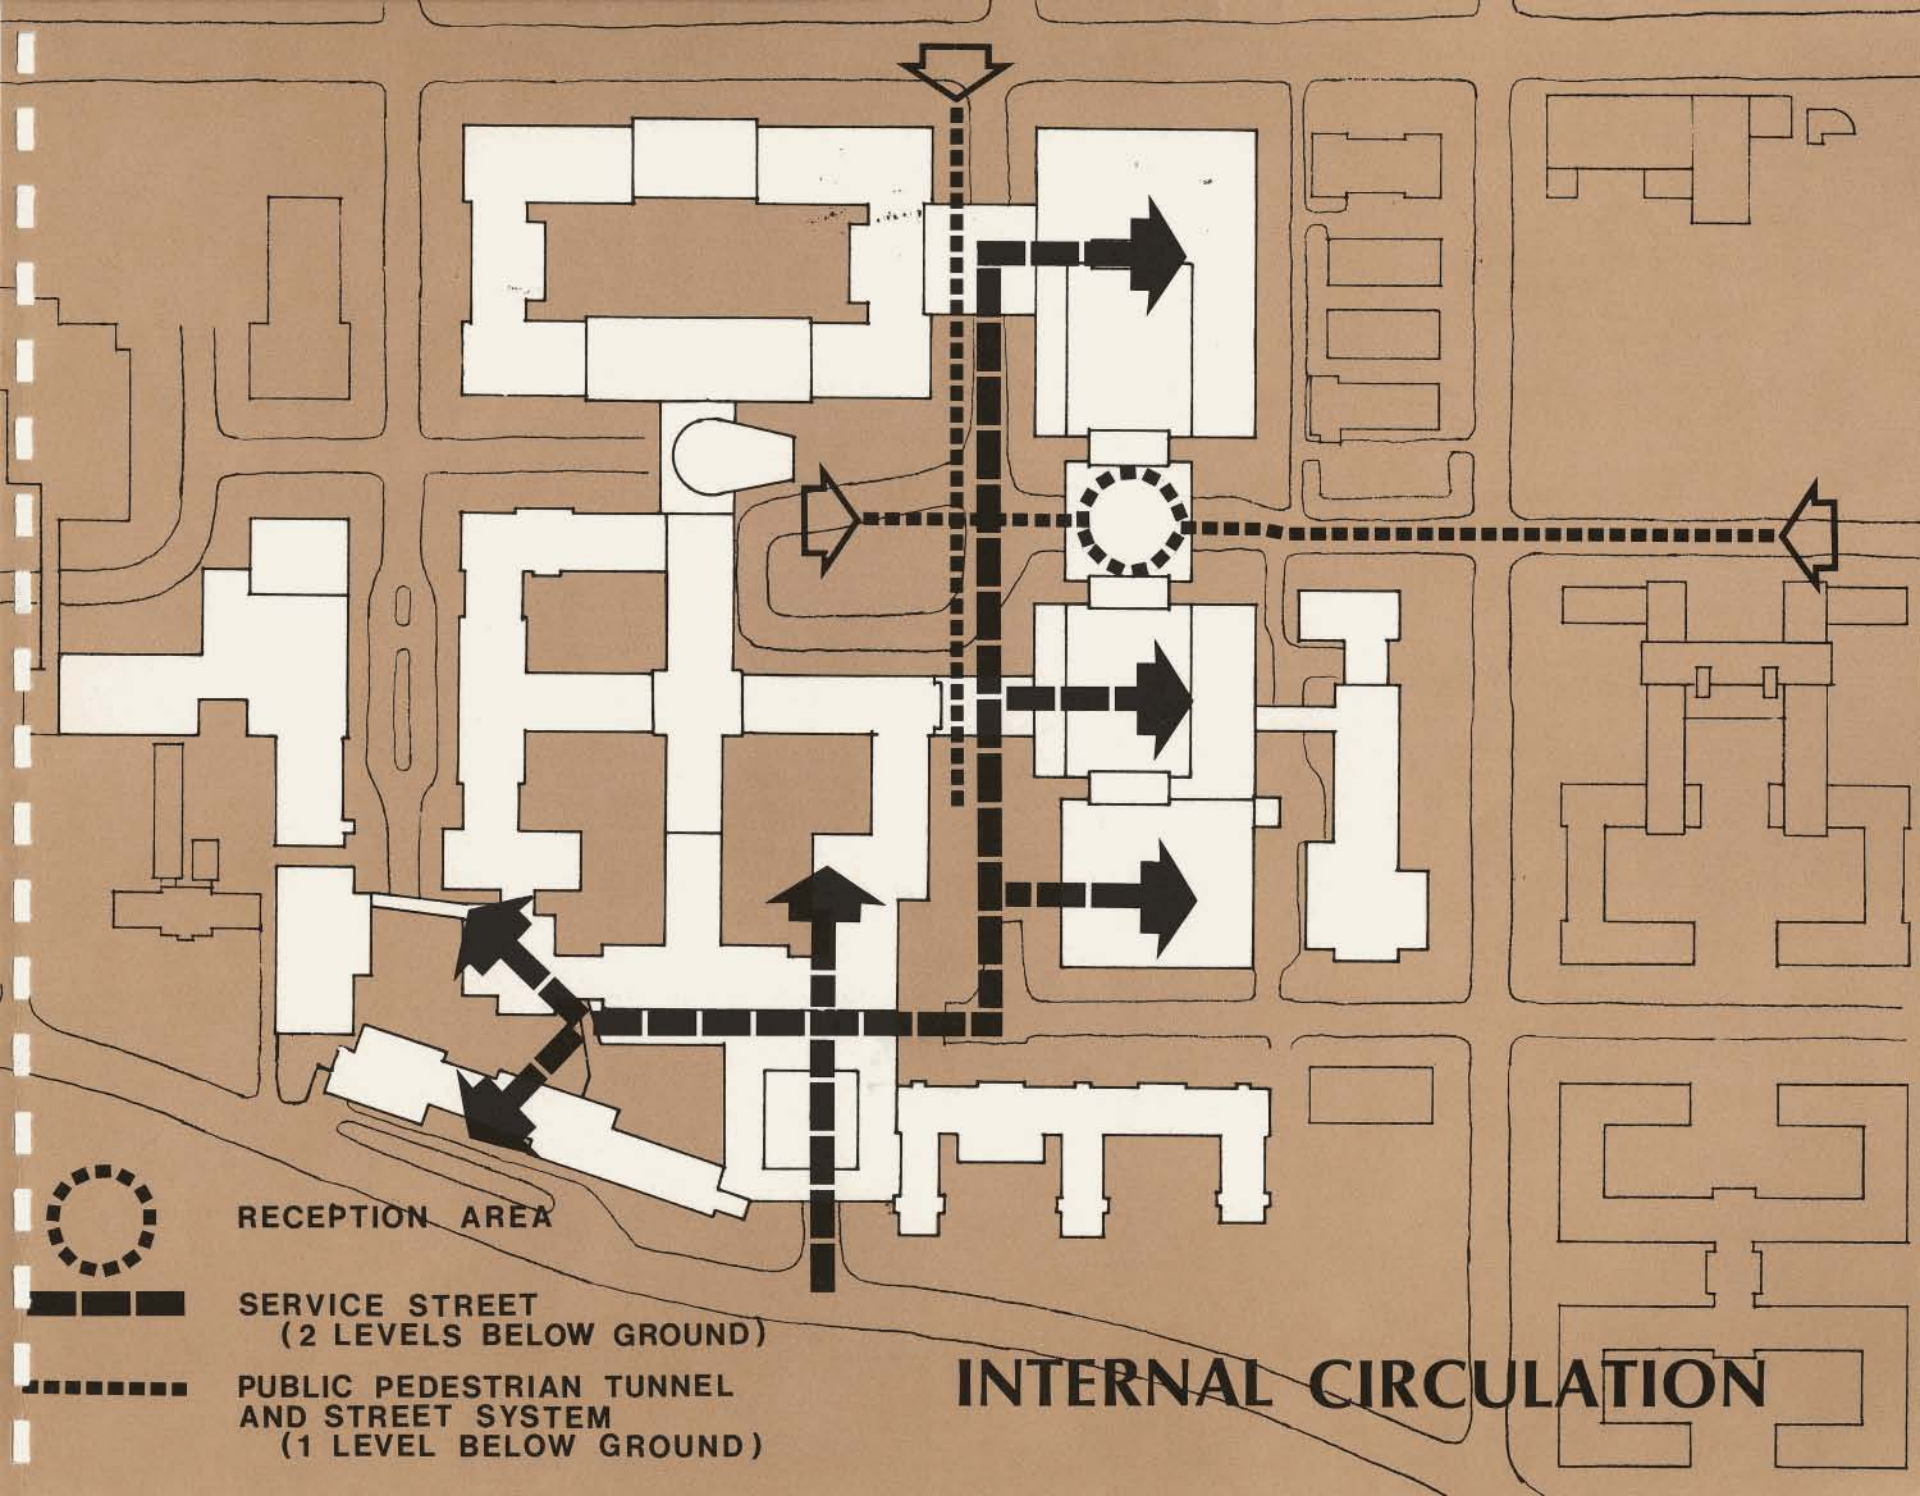 RECEPTION AREA
SERVICE STREET
(2 LEVELS BELOW GROUND)
PUBLIC PEDESTRIAN TUNNEL
AND STREET SYSTEM
(1 LEVEL BELOW GROUND)
INTERNAL CIRCULATION